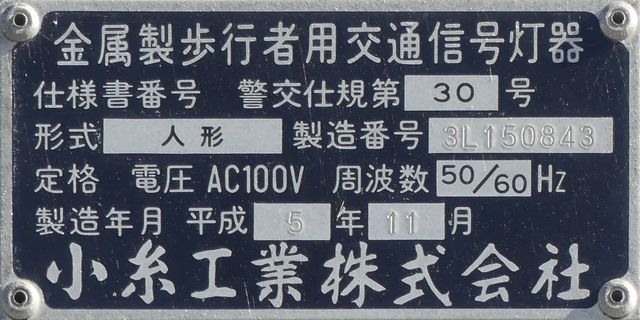 金属製歩行者用交通信号灯器
仕様書番号 警交仕規第 30 号
形式 人形 製造番号 3L150843
定格 電圧 AC100V 周波数 50/60 Hz
製造年月 平成 5 年 11 月
小糸工業株式会社